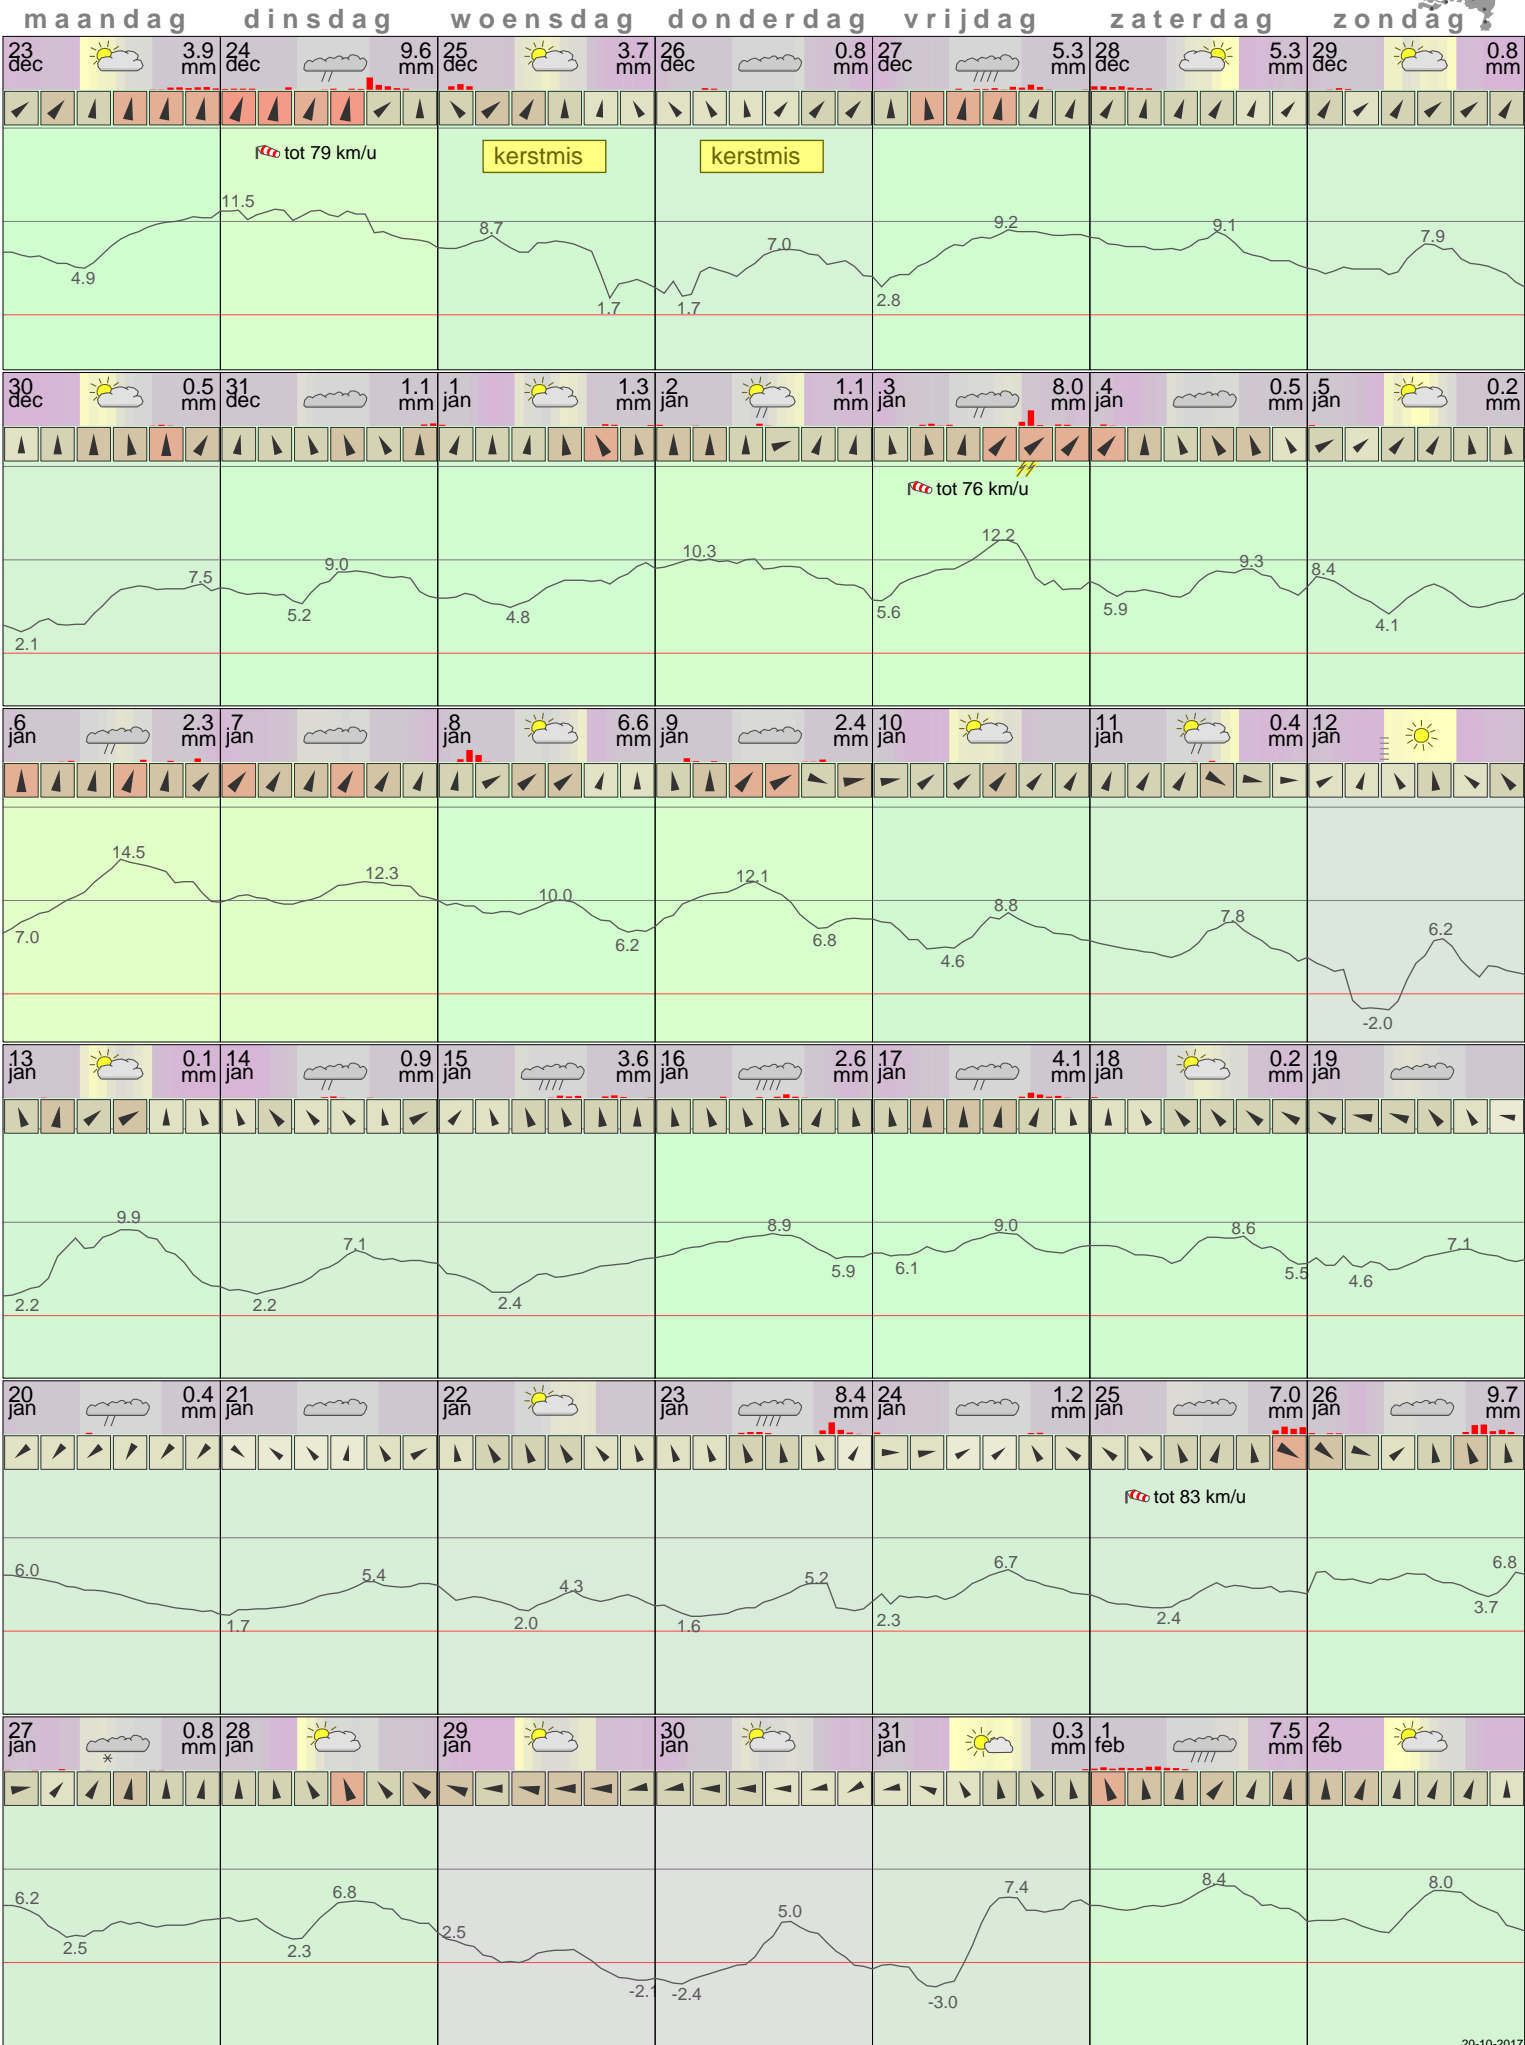 maandag dinsdag woensdag donderdag vrijdag zaterdag zondag
23 dec 3.9 mm 24 dec 9.6 mm 25 dec 3.7 mm 26 dec 0.8 mm 27 dec 5.3 mm 28 dec 5.3 mm 29 dec 0.8 mm
tot 79 km/u kerstmis kerstmis
11.5 8.7 7.0 9.2 9.1 7.9
4.9 1.7 1.7 2.8
30 dec 0.5 mm 31 dec 1.1 mm 1 jan 1.3 mm 2 jan 1.1 mm 3 jan 8.0 mm 4 jan 0.5 mm 5 jan 0.2 mm
tot 76 km/u
7.5 9.0 10.3 12.2 9.3 8.4
2.1 5.2 4.8 5.6 5.9 4.1
6 jan 2.3 mm 7 jan 8 jan 6.6 mm 9 jan 2.4 mm 10 jan 11 jan 0.4 mm 12 jan
14.5 12.3 10.0 12.1 8.8 7.8 6.2
7.0 6.2 6.8 4.6 -2.0
13 jan 0.1 mm 14 jan 0.9 mm 15 jan 3.6 mm 16 jan 2.6 mm 17 jan 4.1 mm 18 jan 0.2 mm 19 jan
9.9 7.1 8.9 9.0 8.6 7.1
2.2 2.2 2.4 5.9 6.1 5.5 4.6
20 jan 0.4 mm 21 jan 22 jan 23 jan 8.4 mm 24 jan 1.2 mm 25 jan 7.0 mm 26 jan 9.7 mm
tot 83 km/u
6.0 5.4 4.3 5.2 6.7 6.8
1.7 2.0 1.6 2.3 2.4 3.7
27 jan 0.8 mm 28 jan 29 jan 30 jan 31 jan 0.3 mm 1 feb 7.5 mm 2 feb
6.2 6.8 2.5 5.0 7.4 8.4 8.0
2.5 2.3 -2.1 -2.4 -3.0
20-10-2017